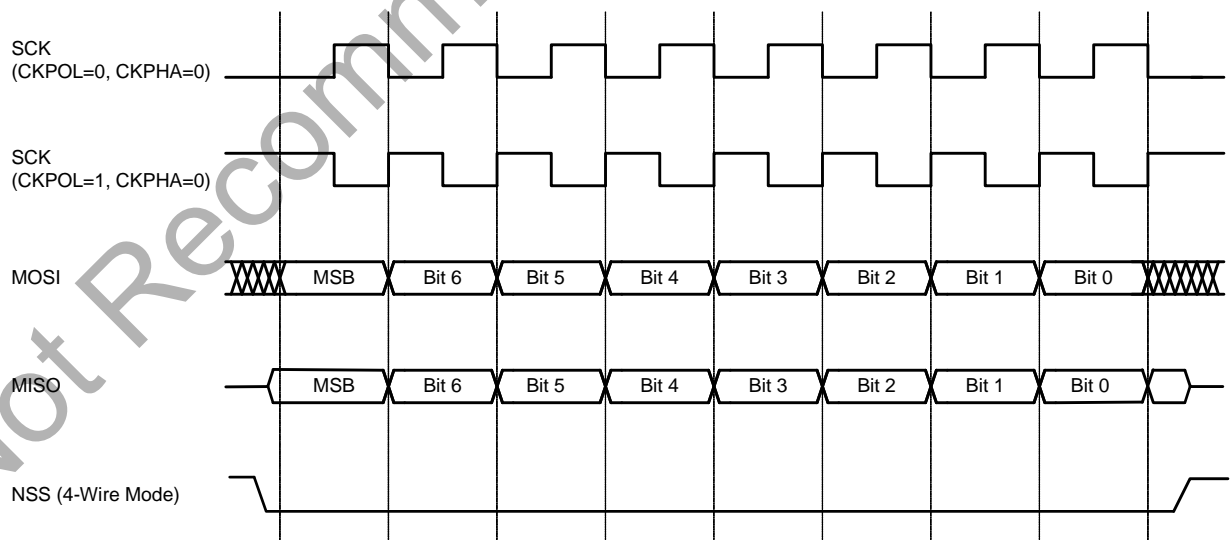 SCK
(CKPOL=0, CKPHA=0)
SCK
(CKPOL=1, CKPHA=0)
MOSI
MSB Bit 6 Bit 5 Bit 4 Bit 3 Bit 2 Bit 1 Bit 0
MISO
MSB Bit 6 Bit 5 Bit 4 Bit 3 Bit 2 Bit 1 Bit 0
NSS (4-Wire Mode)
Not Recomm